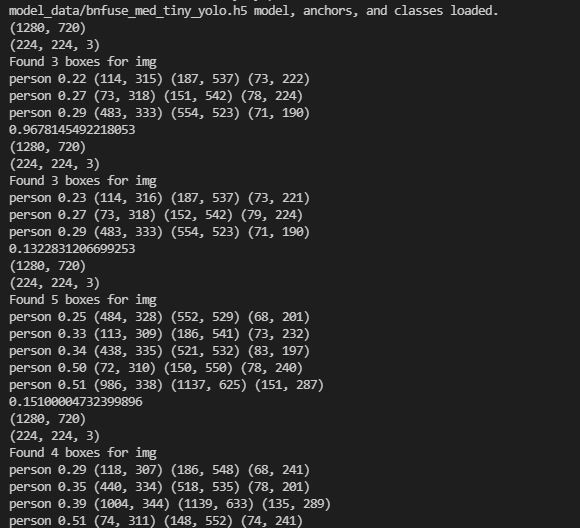 model_data/bnfuse_med_tiny_yolo.h5 model, anchors, and classes loaded.
(1280, 720)
(224, 224, 3)
Found 3 boxes for img
person 0.22 (114, 315) (187, 537) (73, 222)
person 0.27 (73, 318) (151, 542) (78, 224)
person 0.29 (483, 333) (554, 523) (71, 190)
0.9678145492218053
(1280, 720)
(224, 224, 3)
Found 3 boxes for img
person 0.23 (114, 316) (187, 537) (73, 221)
person 0.27 (73, 318) (152, 542) (79, 224)
person 0.29 (483, 333) (554, 523) (71, 190)
0.1322831206699253
(1280, 720)
(224, 224, 3)
Found 5 boxes for img
person 0.25 (484, 328) (552, 529) (68, 201)
person 0.33 (113, 309) (186, 541) (73, 232)
person 0.34 (438, 335) (521, 532) (83, 197)
person 0.50 (72, 310) (150, 550) (78, 240)
person 0.51 (986, 338) (1137, 625) (151, 287)
0.15100004732399896
(1280, 720)
(224, 224, 3)
Found 4 boxes for img
person 0.29 (118, 307) (186, 548) (68, 241)
person 0.35 (440, 334) (518, 535) (78, 201)
person 0.39 (1004, 344) (1139, 633) (135, 289)
person 0.51 (74, 311) (148, 552) (74, 241)